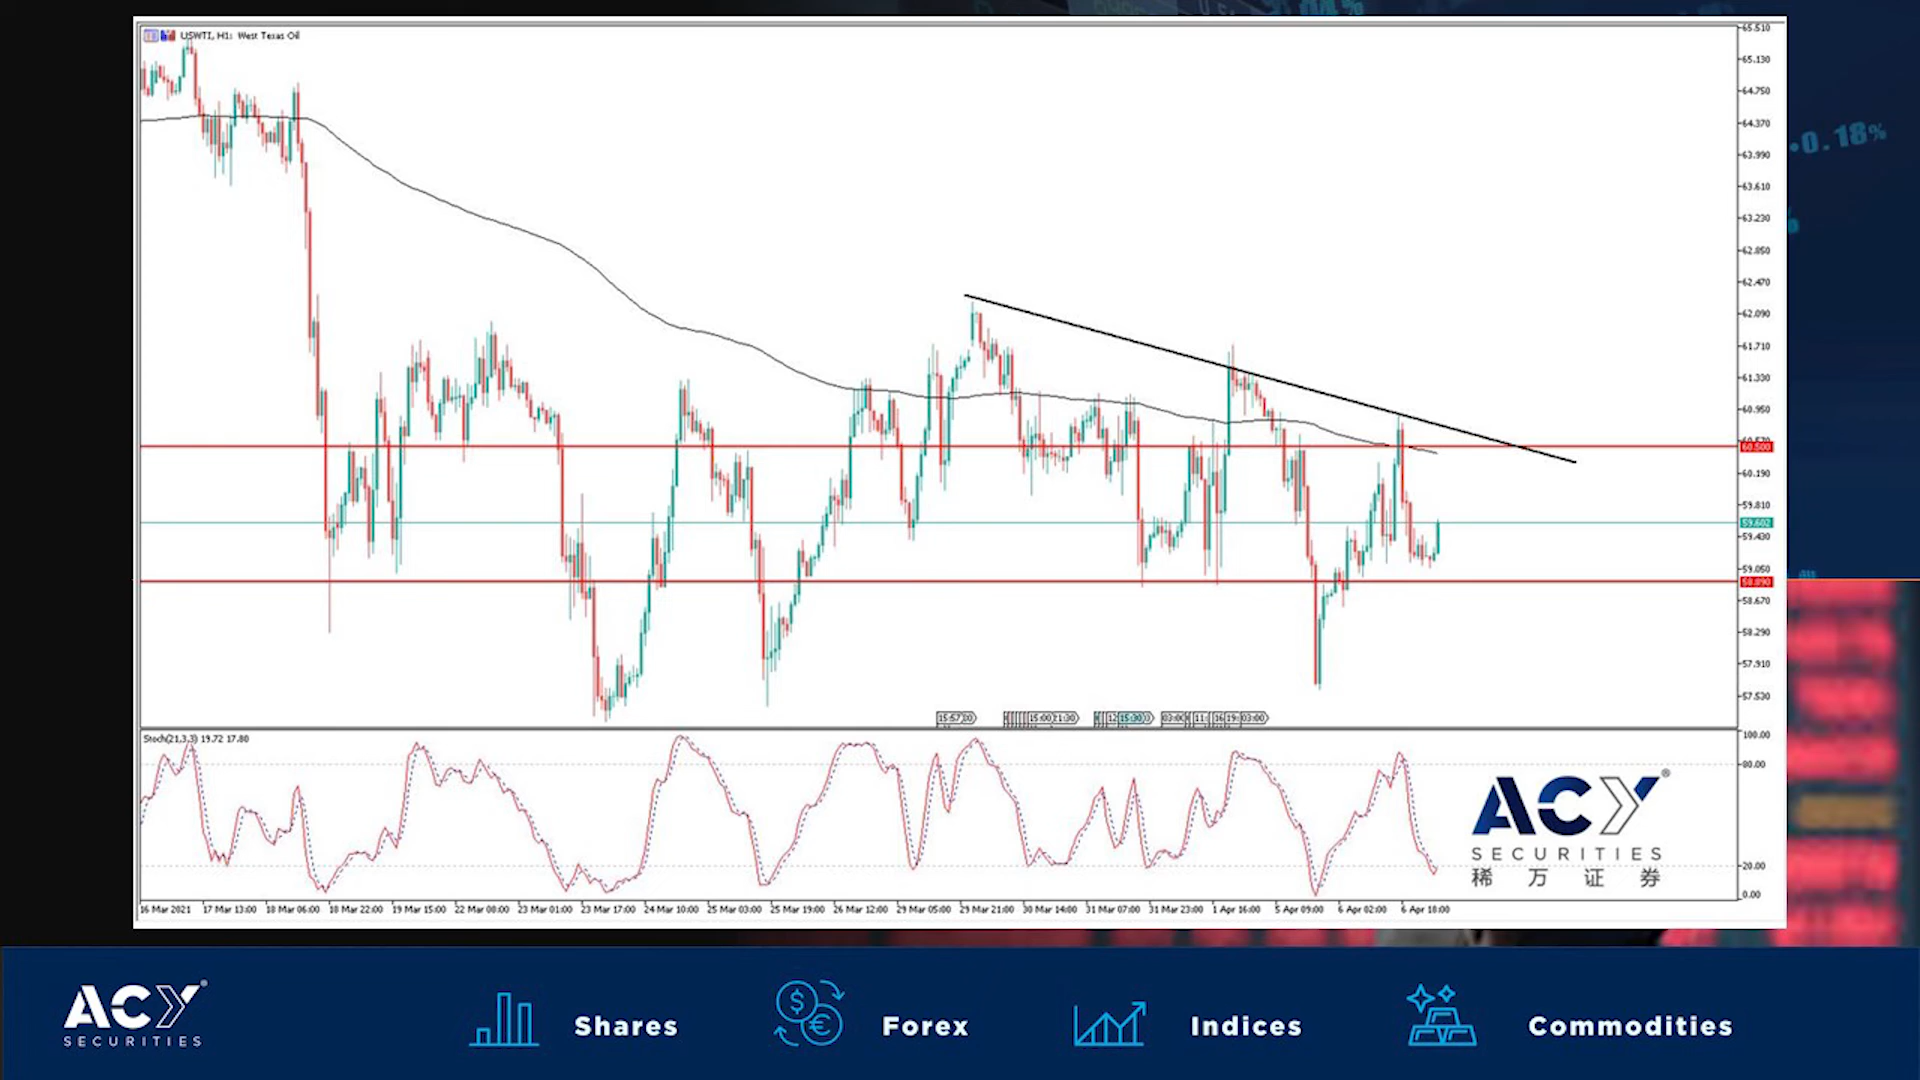 USWTI, H1: West Texas Oil
65.510
65.130
64.750
64.370
63.990
63.610
63.230
62.850
62.470
62.090
61.710
61.330
60.950
60.570
60.500
60.190
59.810
59.602
59.430
59.050
58.890
58.670
58.290
57.910
57.530
Stoch(21,3,3) 19.72 17.80
100.00
80.00
20.00
0.00
16 Mar 2021 17 Mar 13:00 18 Mar 06:00 18 Mar 22:00 19 Mar 15:00 22 Mar 08:00 23 Mar 01:00 23 Mar 17:00 24 Mar 10:00 25 Mar 03:00 25 Mar 19:00 26 Mar 12:00 29 Mar 05:00 29 Mar 21:00 30 Mar 14:00 31 Mar 07:00 31 Mar 23:00 1 Apr 16:00 5 Apr 09:00 6 Apr 02:00 6 Apr 18:00
ACY®
SECURITIES
稀万证券
0.18%
ACY®
SECURITIES
Shares
Forex
Indices
Commodities